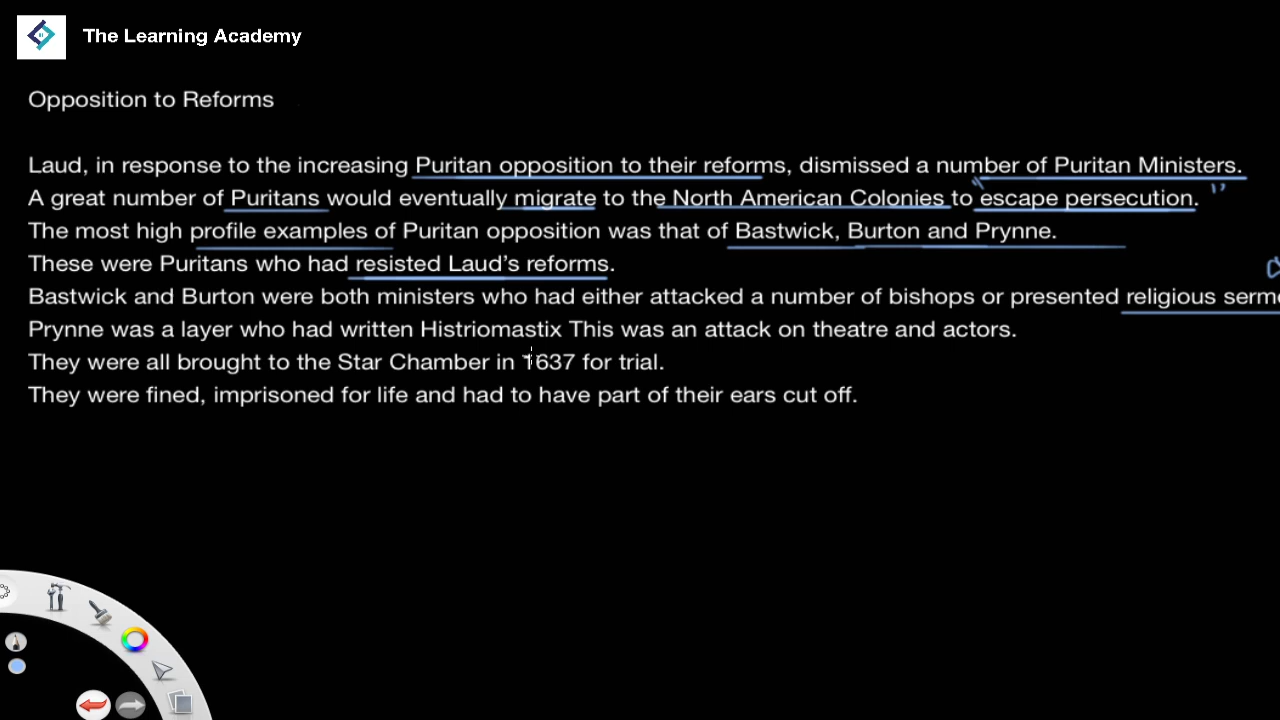 The Learning Academy
Opposition to Reforms
Laud, in response to the increasing Puritan opposition to their reforms, dismissed a number of Puritan Ministers.
A great number of Puritans would eventually migrate to the North American Colonies to "escape persecution."
The most high profile examples of Puritan opposition was that of Bastwick, Burton and Prynne.
These were Puritans who had resisted Laud's reforms.
Bastwick and Burton were both ministers who had either attacked a number of bishops or presented religious
Prynne was a layer who had written Histriomastix This was an attack on theatre and actors.
They were all brought to the Star Chamber in 1637 for trial.
They were fined, imprisoned for life and had to have part of their ears cut off.